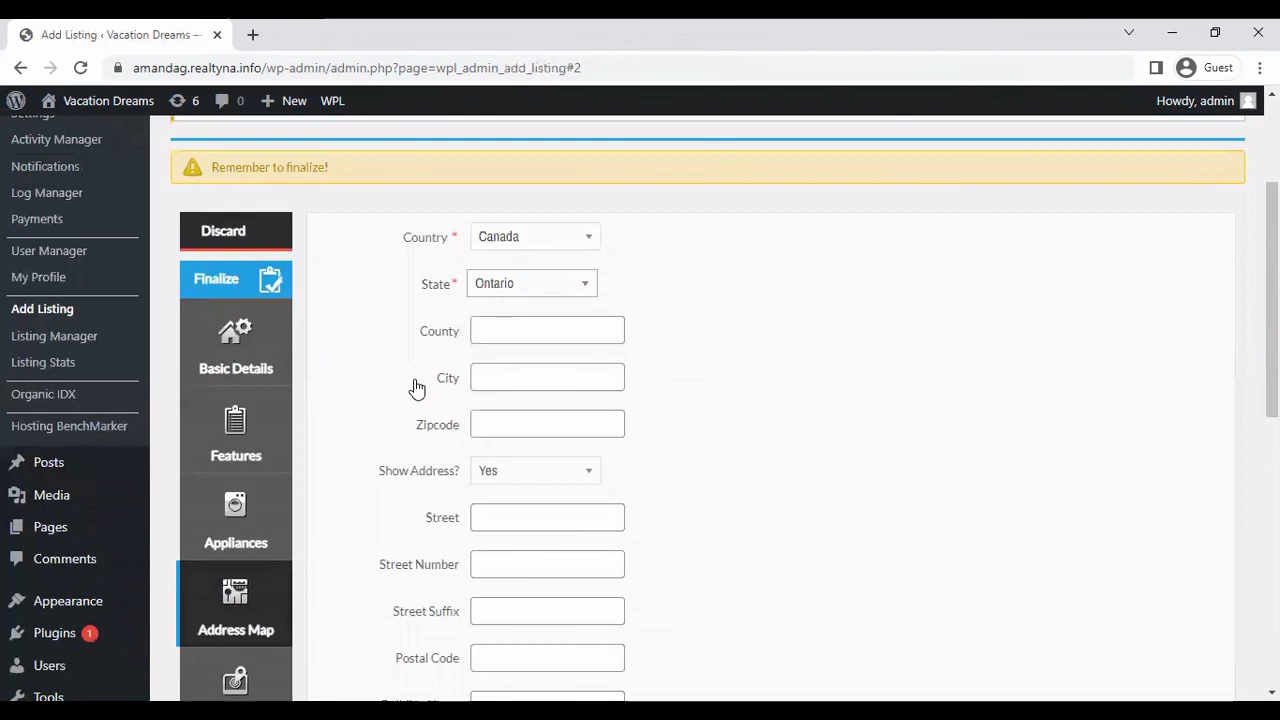 Add Listing ‹ Vacation Dreams —
amandag.realtyna.info/wp-admin/admin.php?page=wpl_admin_add_listing#2
Guest
Vacation Dreams 6 0 New WPL
Howdy, admin
Settings
Activity Manager
Notifications
Log Manager
Payments
User Manager
My Profile
Add Listing
Listing Manager
Listing Stats
Organic IDX
Hosting BenchMarker
Posts
Media
Pages
Comments
Appearance
Plugins 1
Users
Tools
Remember to finalize!
Discard
Finalize
Basic Details
Features
Appliances
Address Map
Country * Canada
State* Ontario
County
City
Zipcode
Show Address? Yes
Street
Street Number
Street Suffix
Postal Code